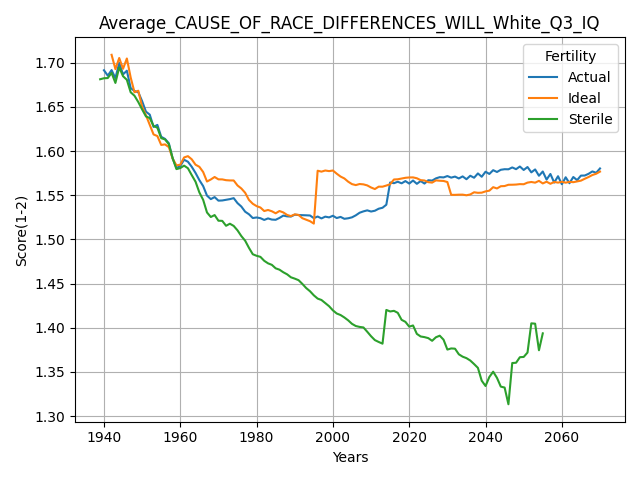 Average_CAUSE_OF_RACE_DIFFERENCES_WILL_White_Q3_IQ
Fertility
Actual
Ideal
Sterile
Score(1-2)
1.70
1.65
1.60
1.55
1.50
1.45
1.40
1.35
1.30
1940 1960 1980 2000 2020 2040 2060
Years